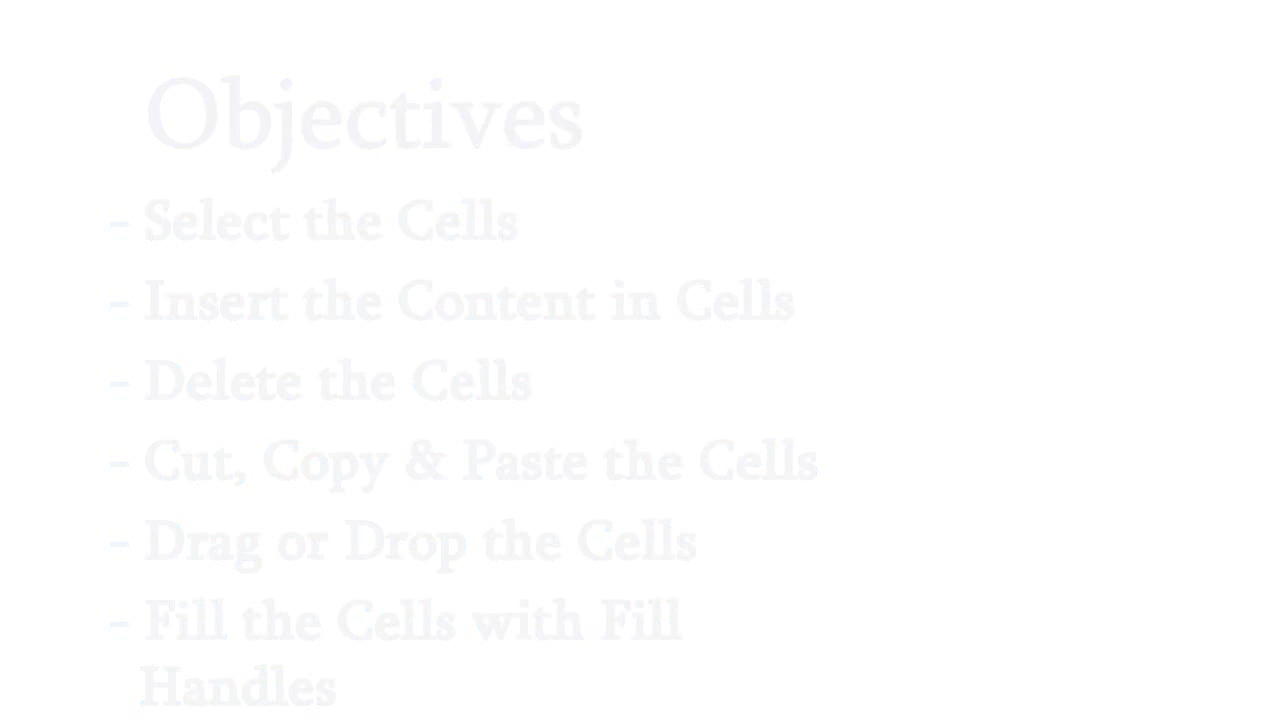 Objectives
- Select the Cells
- Insert the Content in Cells
- Delete the Cells
- Cut, Copy & Paste the Cells
- Drag or Drop the Cells
- Fill the Cells with Fill
Handles